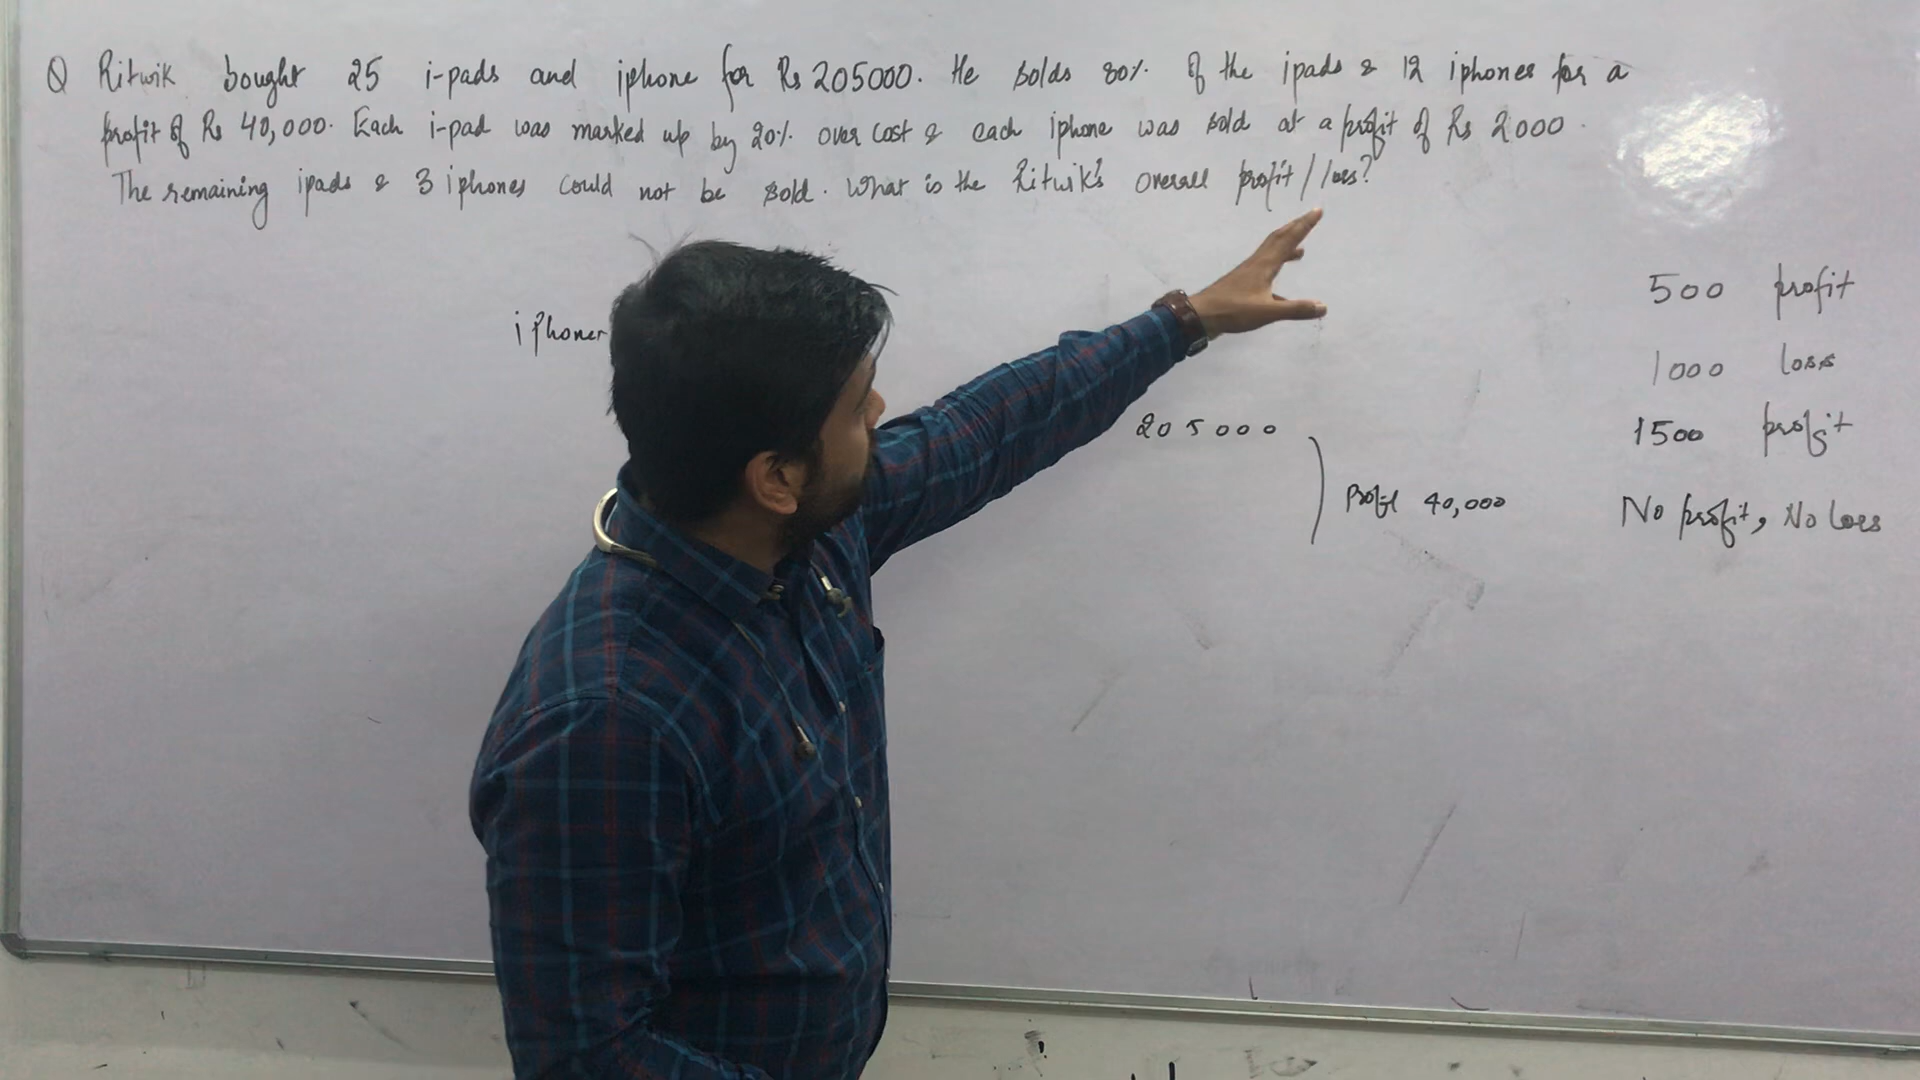 Q Ritwik bought 25 i-pads and iphone for Rs 205000. He solds 80% of the ipads & 12 iphones for a
profit of Rs 40,000. Each i-pad was marked up by 20% over cost & each iphone was sold at a profit of Rs 2000.
The remaining ipads & 3 iphones could not be sold. What is the Ritwik's overall profit / loss?
500 profit
iPhones
1000 loss
205000
1500 profit
Profit 40,000
No profit, No loss